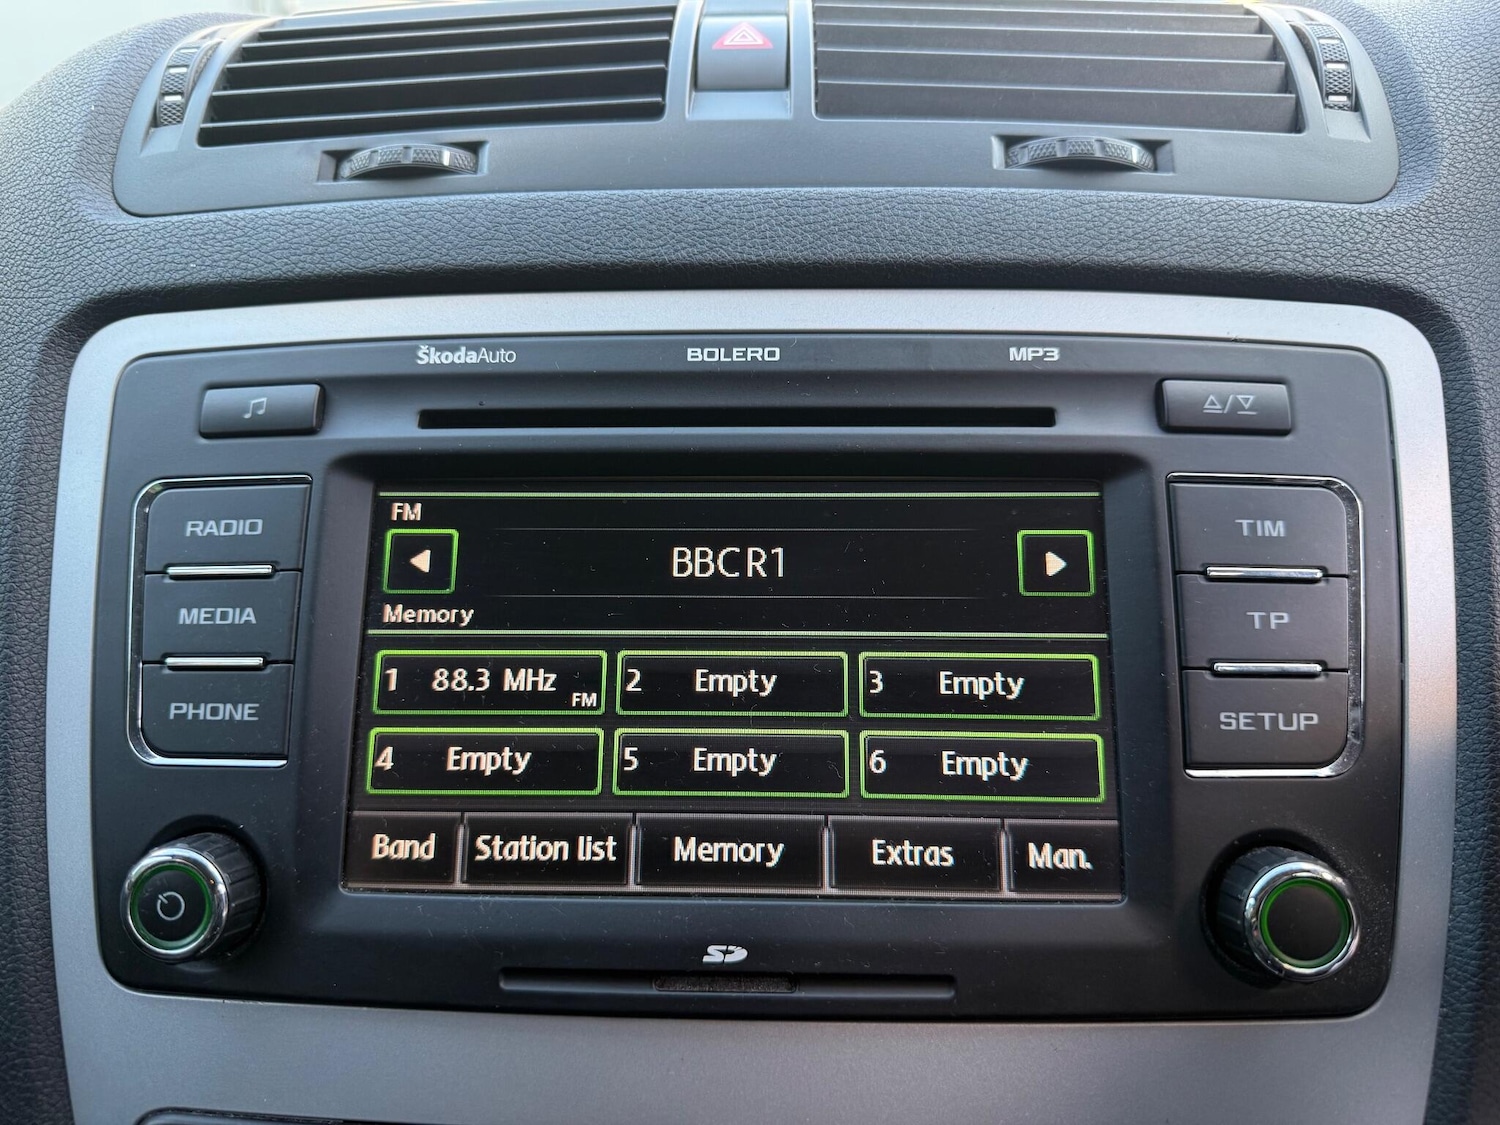 ŠkodaAuto BOLERO MP3
RADIO
MEDIA
PHONE
FM
BBC R1
Memory
1 88.3 MHz FM
2 Empty
3 Empty
4 Empty
5 Empty
6 Empty
Band Station list Memory Extras Man.
TIM
TP
SETUP
SD